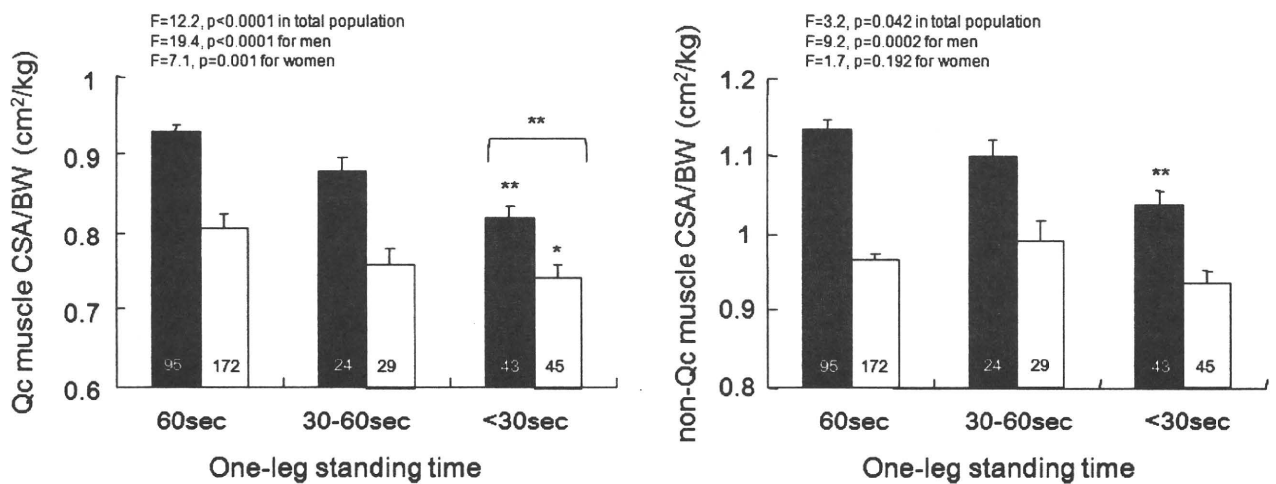 F=12.2, p<0.0001 in total population
F=19.4, p<0.0001 for men
F=7.1, p=0.001 for women
Qc muscle CSA/BW (cm²/kg)
1
0.9
0.8
0.7
0.6
**
**
*
95
172
24
29
43
45
60sec
30-60sec
<30sec
One-leg standing time
F=3.2, p=0.042 in total population
F=9.2, p=0.0002 for men
F=1.7, p=0.192 for women
non-Qc muscle CSA/BW (cm²/kg)
1.2
1.1
1
0.9
0.8
**
95
172
24
29
43
45
60sec
30-60sec
<30sec
One-leg standing time